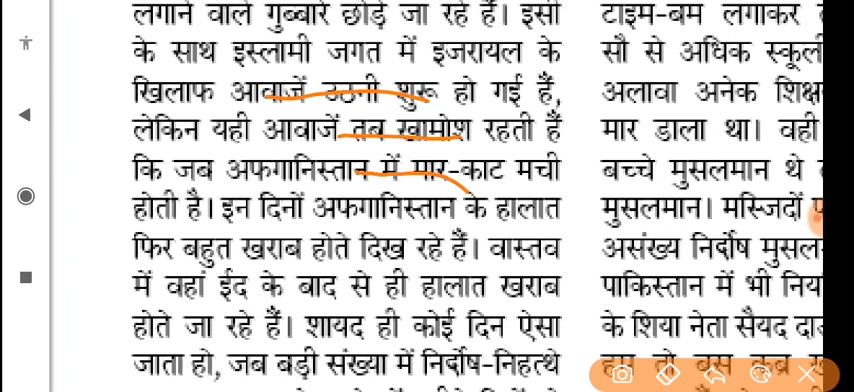 लगाने वाले गुब्बारे छोड़े जा रहे हैं। इसी
के साथ इस्लामी जगत में इजरायल के
खिलाफ आवाजें उठनी शुरू हो गई हैं,
लेकिन यही आवाजें तब खामोश रहती हैं
कि जब अफगानिस्तान में मार-काट मची
होती है। इन दिनों अफगानिस्तान के हालात
फिर बहुत खराब होते दिख रहे हैं। वास्तव
में वहां ईद के बाद से ही हालात खराब
होते जा रहे हैं। शायद ही कोई दिन ऐसा
जाता हो, जब बड़ी संख्या में निर्दोष-निहत्थे
टाइम-बम लगाकर
सौ से अधिक स्कूली
अलावा अनेक
मार डाला था। वही
बच्चे मुसलमान थे
मुसलमान। मस्जिदों
असंख्य निर्दोष
पाकिस्तान में भी
के शिया नेता सैयद